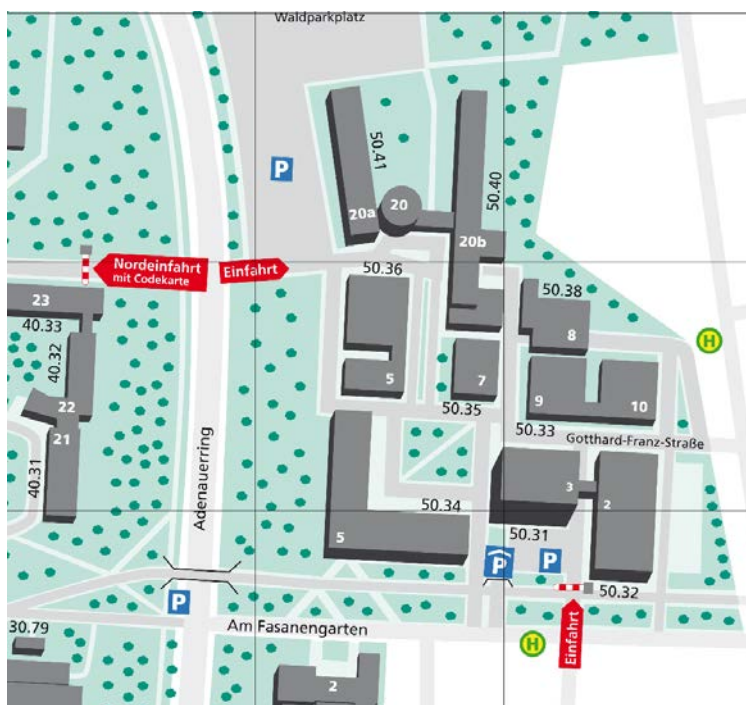 Waldparkplatz
50.41
50.40
P
20a
20
20b
Nordeinfahrt
mit Codekarte
Einfahrt
50.36
50.38
23
40.33
8
H
40.32
5
7
22
9
10
50.35
50.33
21
Gotthard-Franz-Straße
40.31
Adenauerring
50.34
3
2
50.31
5
P
P
50.32
P
30.79
Am Fasanengarten
H
Einfahrt
2